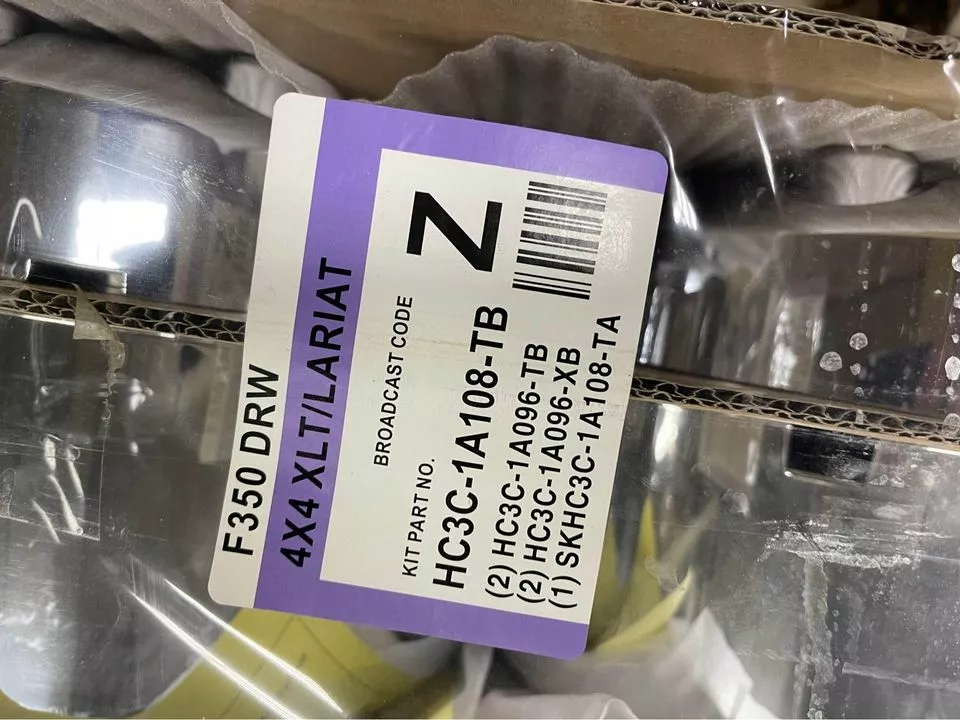 F350 DRW
4X4 XLT/LARIAT
BROADCAST CODE
Z
KIT PART NO.
HC3C-1A108-TB
(2) HC3C-1A096-TB
(2) HC3C-1A096-XB
(1) SKHC3C-1A108-TA